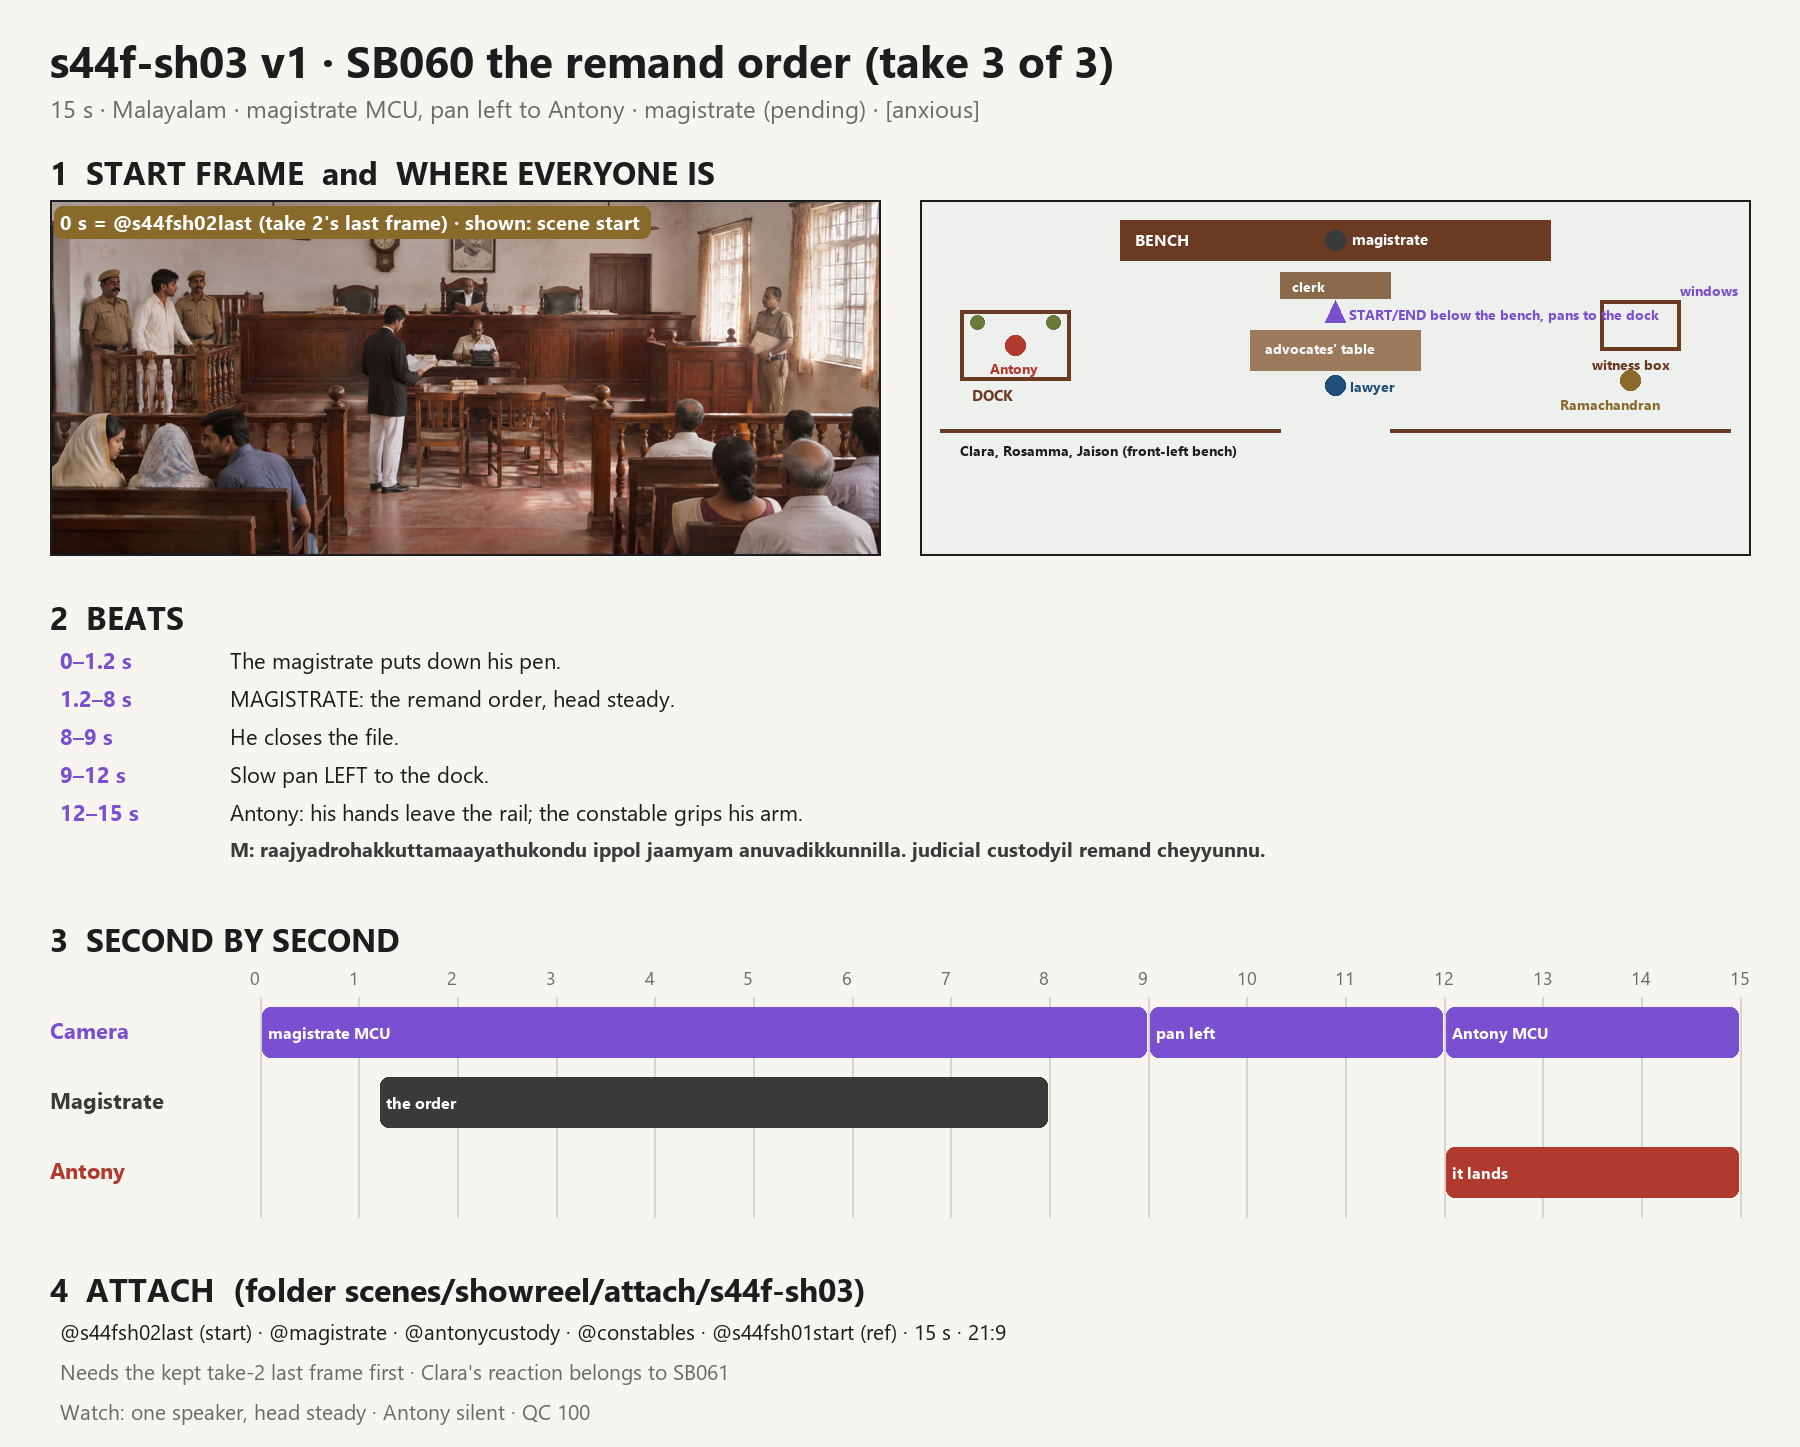 s44f-sh03 v1 · SB060 the remand order (take 3 of 3)
15 s · Malayalam · magistrate MCU, pan left to Antony · magistrate (pending) · [anxious]
1 START FRAME and WHERE EVERYONE IS
0 s = @s44fsh02last (take 2's last frame) · shown: scene start
BENCH
magistrate
clerk
windows
START/END below the bench, pans to the dock
advocates' table
Antony
witness box
lawyer
DOCK
Ramachandran
Clara, Rosamma, Jaison (front-left bench)
2 BEATS
0–1.2 s The magistrate puts down his pen.
1.2–8 s MAGISTRATE: the remand order, head steady.
8–9 s He closes the file.
9–12 s Slow pan LEFT to the dock.
12–15 s Antony: his hands leave the rail; the constable grips his arm.
M: raajyadrohakkuttamaayathukondu ippol jaamyam anuvadikkunnilla. judicial custodyil remand cheyyunnu.
3 SECOND BY SECOND
0 1 2 3 4 5 6 7 8 9 10 11 12 13 14 15
Camera magistrate MCU pan left Antony MCU
Magistrate the order
Antony it lands
4 ATTACH (folder scenes/showreel/attach/s44f-sh03)
@s44fsh02last (start) · @magistrate · @antonycustody · @constables · @s44fsh01start (ref) · 15 s · 21:9
Needs the kept take-2 last frame first · Clara's reaction belongs to SB061
Watch: one speaker, head steady · Antony silent · QC 100